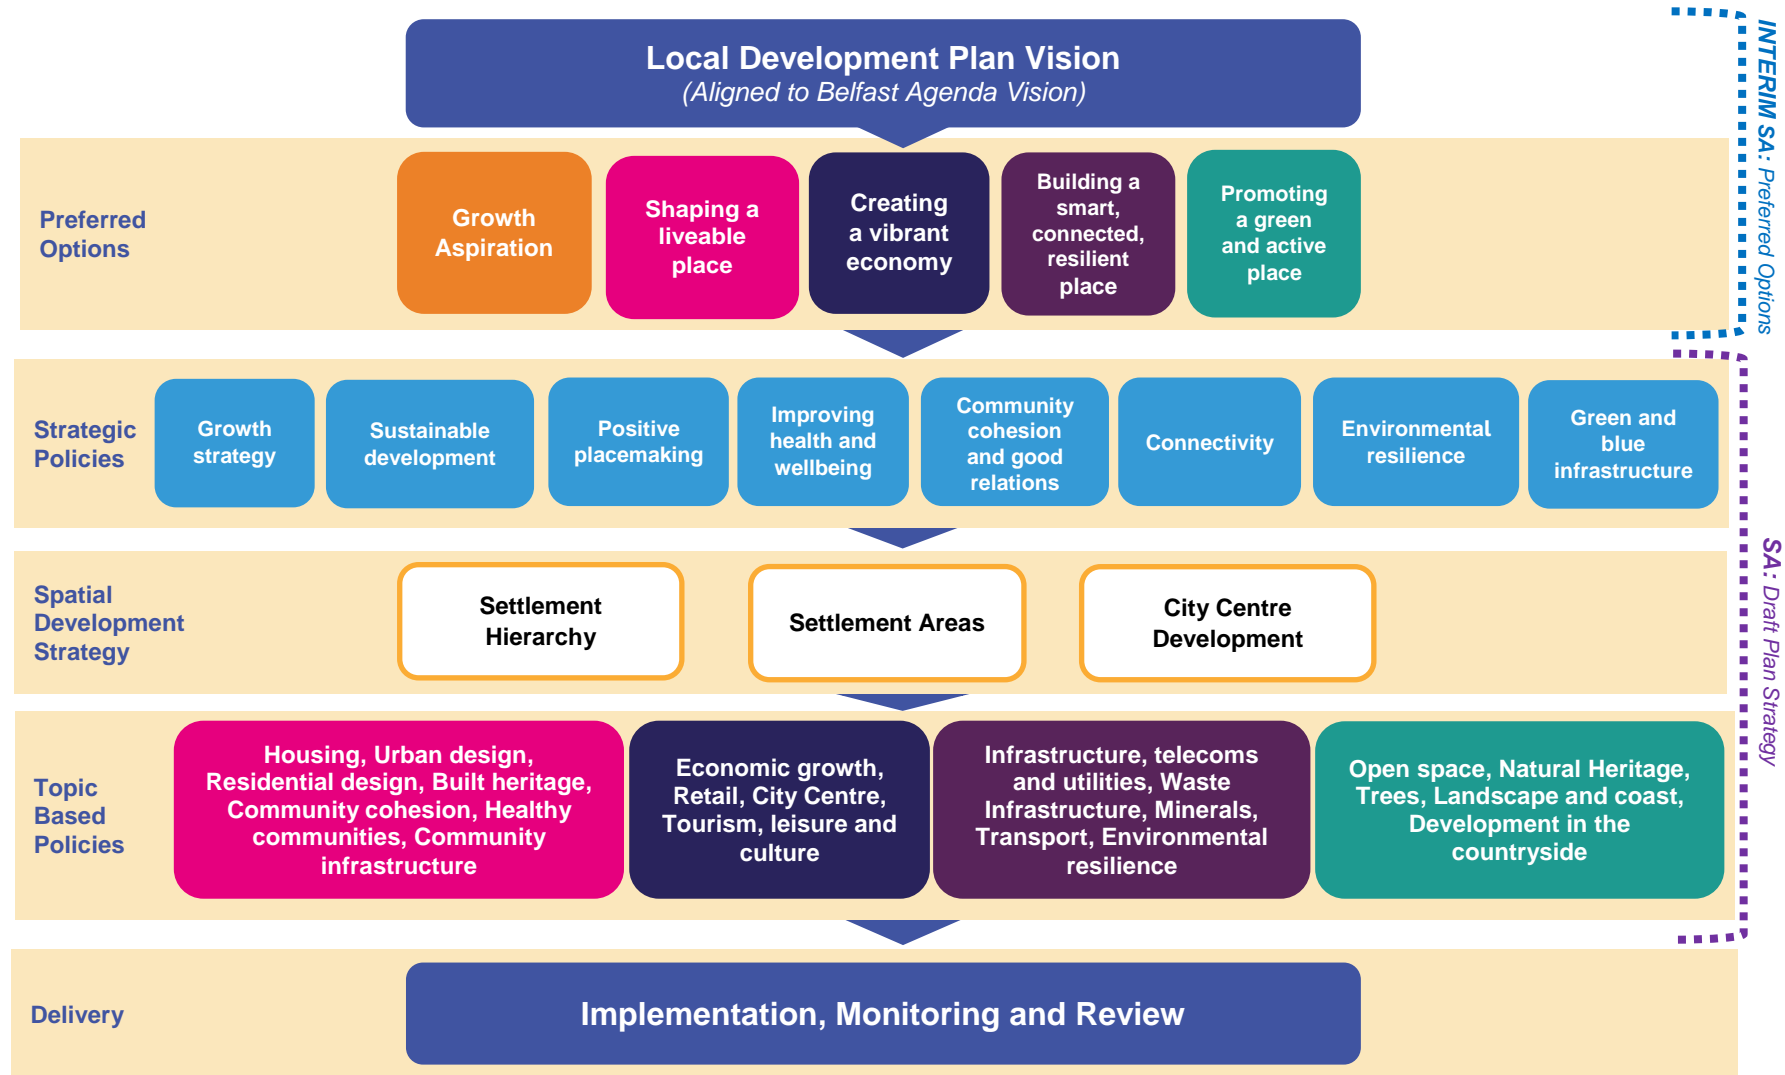 Local Development Plan Vision
(Aligned to Belfast Agenda Vision)
INTERIM SA: Preferred Options
Preferred
Options
Growth
Aspiration
Shaping a
liveable
place
Creating
a vibrant
economy
Building a
smart,
connected,
resilient
place
Promoting
a green
and active
place
Strategic
Policies
Growth
strategy
Sustainable
development
Positive
placemaking
Improving
health and
wellbeing
Community
cohesion
and good
relations
Connectivity
Environmental
resilience
Green and
blue
infrastructure
SA: Draft Plan Strategy
Spatial
Development
Strategy
Settlement
Hierarchy
Settlement Areas
City Centre
Development
Topic
Based
Policies
Housing, Urban design,
Residential design, Built heritage,
Community cohesion, Healthy
communities, Community
infrastructure
Economic growth,
Retail, City Centre,
Tourism, leisure and
culture
Infrastructure, telecoms
and utilities, Waste
Infrastructure, Minerals,
Transport, Environmental
resilience
Open space, Natural Heritage,
Trees, Landscape and coast,
Development in the
countryside
Delivery
Implementation, Monitoring and Review